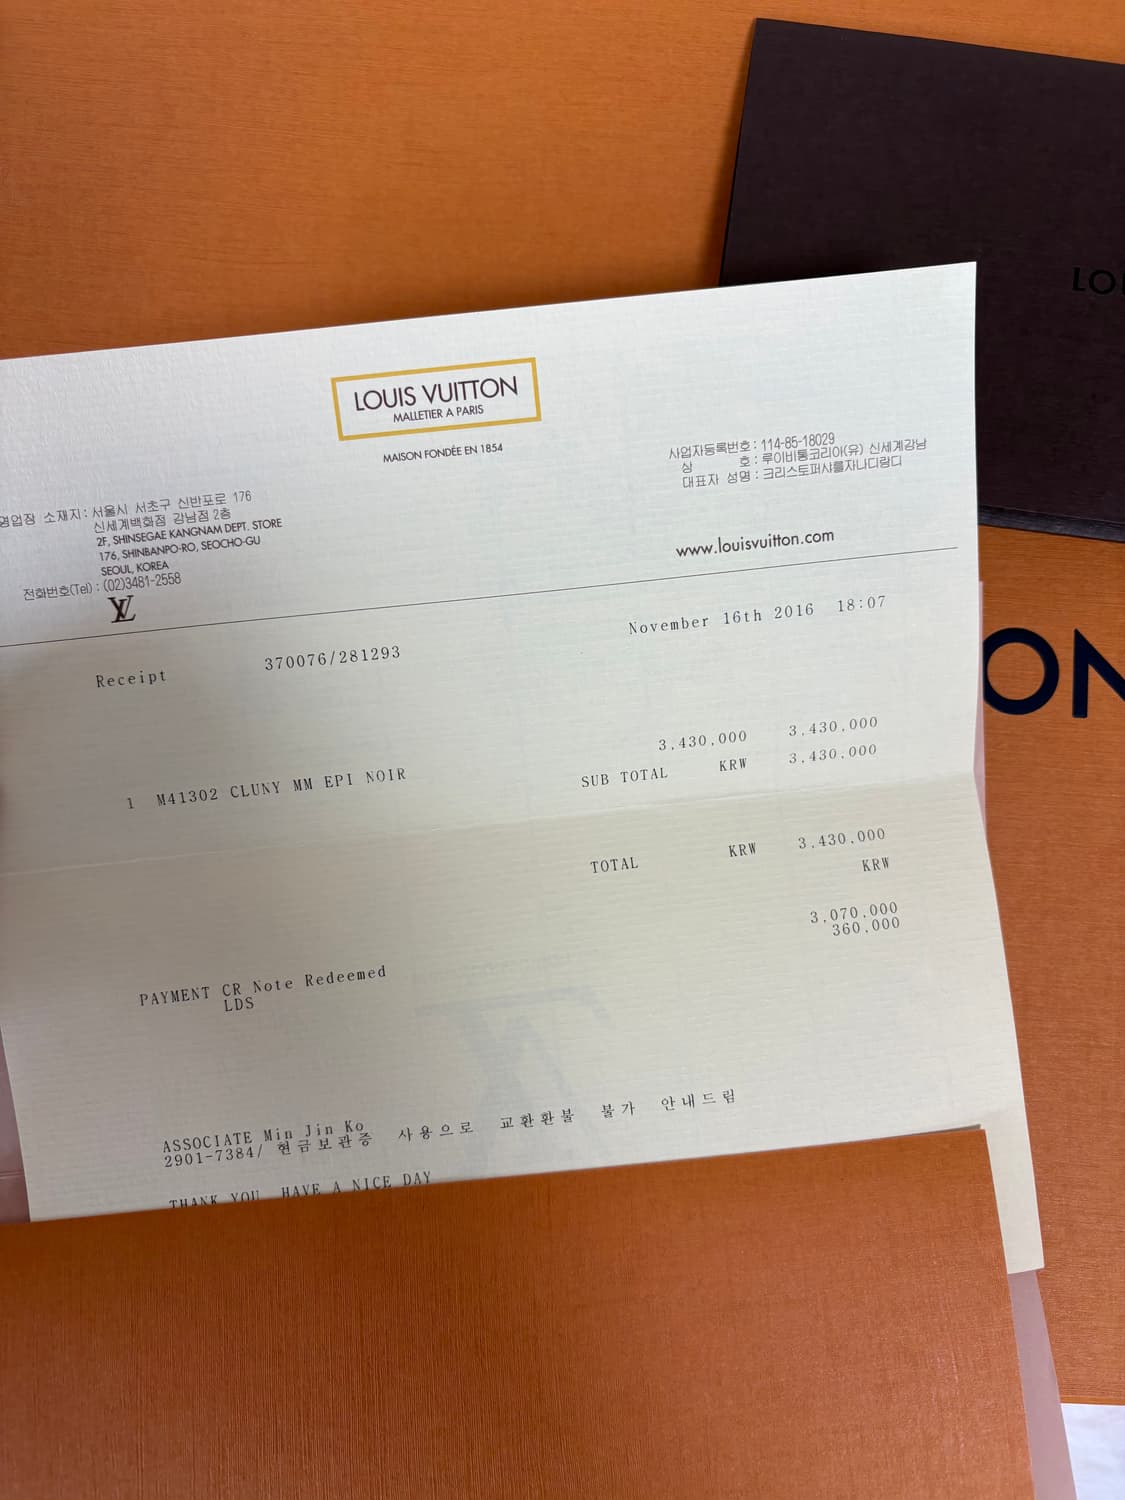 LOUIS VUITTON
MALLETIER A PARIS
MAISON FONDÉE EN 1854
사업자등록번호 : 114-85-18029
상 호 : 루이비통코리아(유) 신세계강남
대표자 성명 : 크리스토퍼샤를쟈나디랑디
www.louisvuitton.com
영업장 소재지 : 서울시 서초구 신반포로 176
신세계백화점 강남점 2층
2F, SHINSEGAE KANGNAM DEPT. STORE
176, SHINBANPO-RO, SEOCHO-GU
SEOUL, KOREA
전화번호(Tel) : (02)3481-2558
LV
Receipt 370076/281293 November 16th 2016 18:07
1 M41302 CLUNY MM EPI NOIR 3,430,000 3,430,000
SUB TOTAL KRW 3,430,000
TOTAL KRW 3,430,000
KRW
PAYMENT CR Note Redeemed 3,070,000
LDS 360,000
ASSOCIATE Min Jin Ko
2901-7384/ 현금보관증 사용으로 교환환불 불가 안내드림
THANK YOU HAVE A NICE DAY
LO
ON